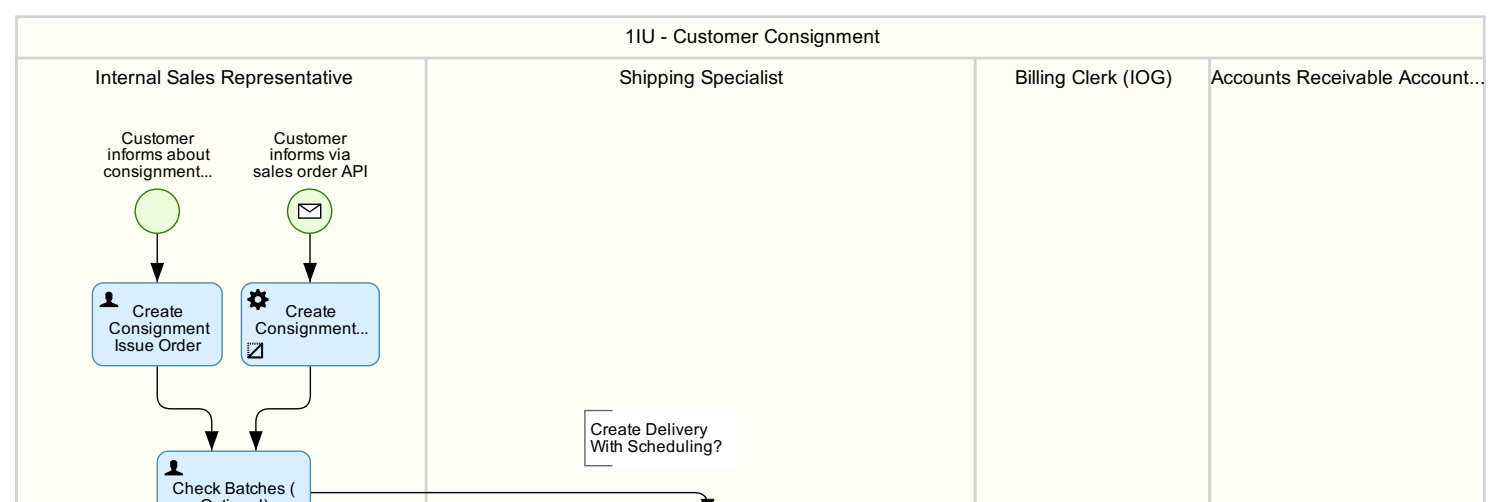 1IU - Customer Consignment
Internal Sales Representative
Shipping Specialist
Billing Clerk (IOG)
Accounts Receivable Account...
Customer
informs about
consignment...
Customer
informs via
sales order API
Create
Consignment
Issue Order
Create
Consignment...
Create Delivery
With Scheduling?
Check Batches (